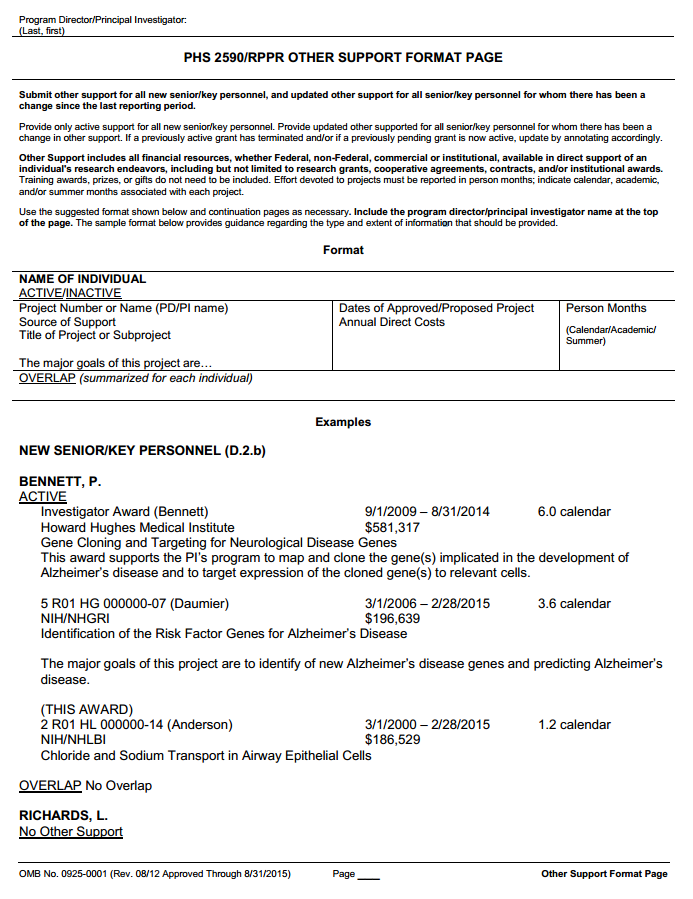 Program Director/Principal Investigator:
(Last, first)
PHS 2590/RPPR OTHER SUPPORT FORMAT PAGE
Submit other support for all new senior/key personnel, and updated other support for all senior/key personnel for whom there has been a
change since the last reporting period.
Provide only active support for all new senior/key personnel. Provide updated other supported for all senior/key personnel for whom there has been a
change in other support. If a previously active grant has terminated and/or if a previously pending grant is now active, update by annotating accordingly.
Other Support includes all financial resources, whether Federal, non-Federal, commercial or institutional, available in direct support of an
individual's research endeavors, including but not limited to research grants, cooperative agreements, contracts, and/or institutional awards.
Training awards, prizes, or gifts do not need to be included. Effort devoted to projects must be reported in person months; indicate calendar, academic,
and/or summer months associated with each project.
Use the suggested format shown below and continuation pages as necessary. Include the program director/principal investigator name at the top
of the page. The sample format below provides guidance regarding the type and extent of information that should be provided.
Format
NAME OF INDIVIDUAL
ACTIVE/INACTIVE
Project Number or Name (PD/PI name) Dates of Approved/Proposed Project Person Months
Source of Support Annual Direct Costs
(Calendar/Academic/
Title of Project or Subproject Summer)
The major goals of this project are…
OVERLAP (summarized for each individual)
Examples
NEW SENIOR/KEY PERSONNEL (D.2.b)
BENNETT, P.
ACTIVE
Investigator Award (Bennett) 9/1/2009 – 8/31/2014 6.0 calendar
Howard Hughes Medical Institute $581,317
Gene Cloning and Targeting for Neurological Disease Genes
This award supports the PI's program to map and clone the gene(s) implicated in the development of
Alzheimer's disease and to target expression of the cloned gene(s) to relevant cells.
5 R01 HG 000000-07 (Daumier) 3/1/2006 – 2/28/2015 3.6 calendar
NIH/NHGRI $196,639
Identification of the Risk Factor Genes for Alzheimer's Disease
The major goals of this project are to identify of new Alzheimer's disease genes and predicting Alzheimer's
disease.
(THIS AWARD)
2 R01 HL 000000-14 (Anderson) 3/1/2000 – 2/28/2015 1.2 calendar
NIH/NHLBI $186,529
Chloride and Sodium Transport in Airway Epithelial Cells
OVERLAP No Overlap
RICHARDS, L.
No Other Support
OMB No. 0925-0001 (Rev. 08/12 Approved Through 8/31/2015) Page ____ Other Support Format Page